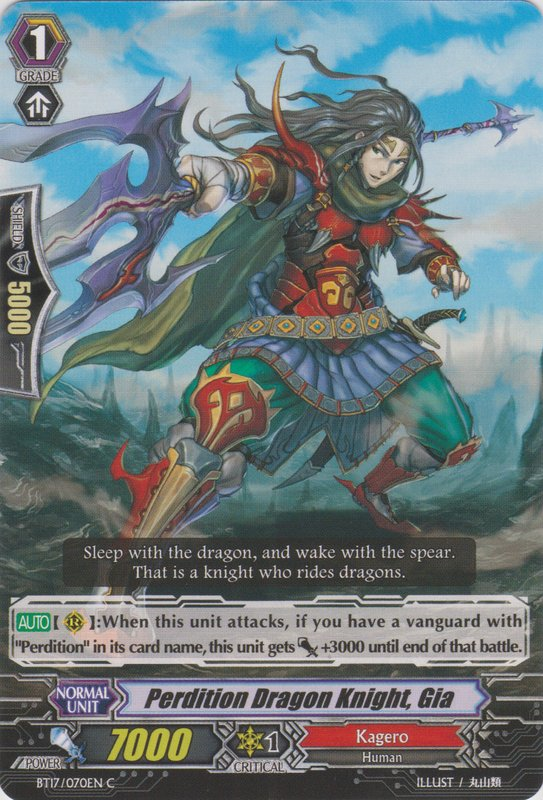 1
GRADE
SHIELD
5000
Sleep with the dragon, and wake with the spear.
That is a knight who rides dragons.
AUTO [ R ]:When this unit attacks, if you have a vanguard with
"Perdition" in its card name, this unit gets +3000 until end of that battle.
NORMAL
UNIT
Perdition Dragon Knight, Gia
POWER
7000
1
CRITICAL
Kagero
Human
BT17/070EN C
ILLUST / 丸山類